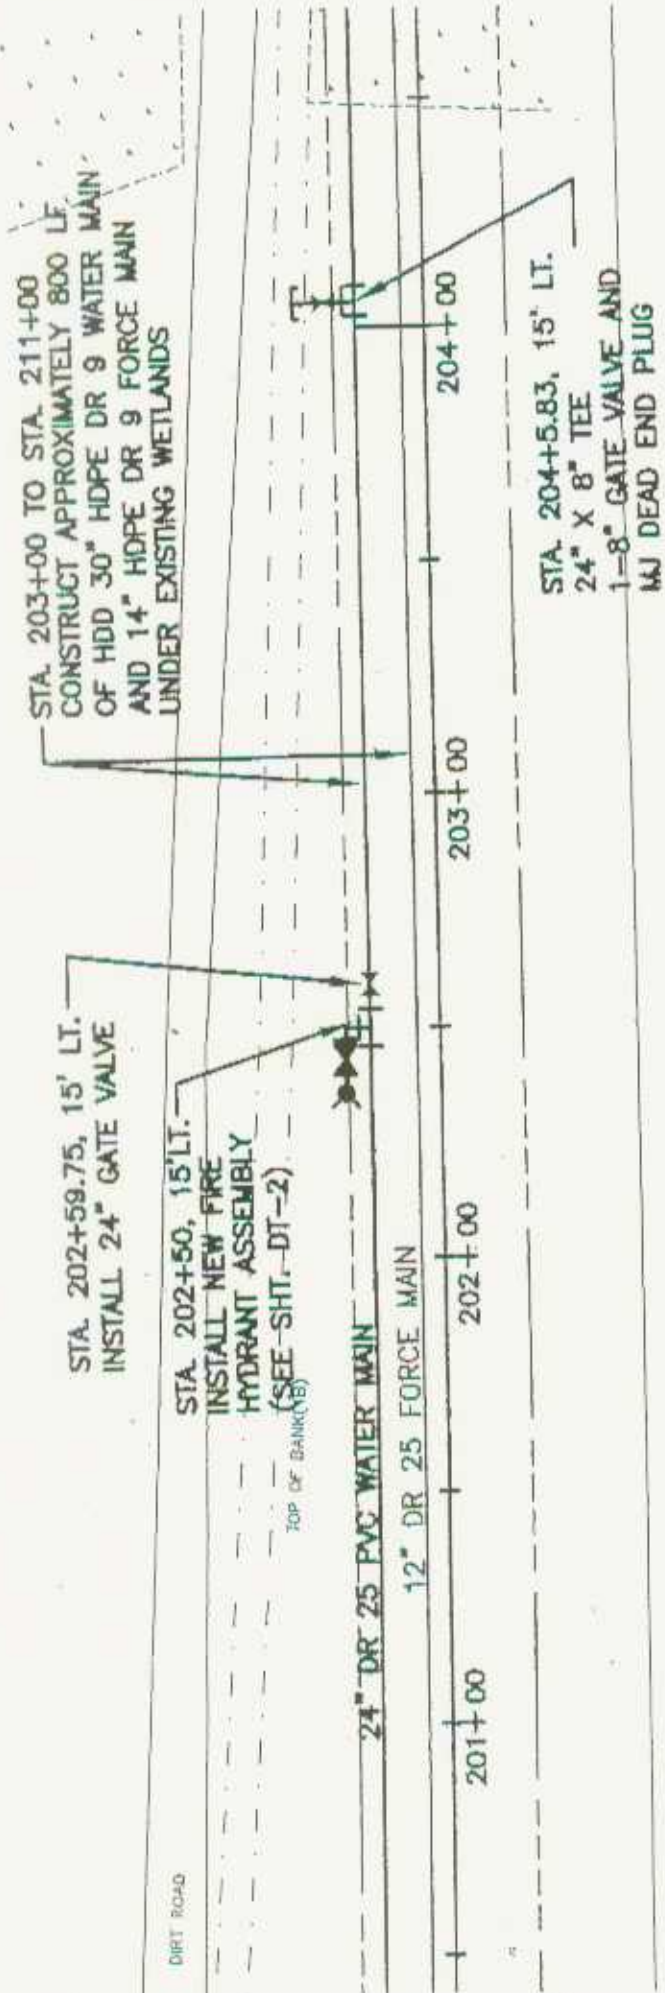 STA. 203+00 TO STA. 211+00
CONSTRUCT APPROXIMATELY 800 LF
OF HDD 30" HDPE DR 9 WATER MAIN
AND 14" HDPE DR 9 FORCE MAIN
UNDER EXISTING WETLANDS
STA. 202+59.75, 15' LT.
INSTALL 24" GATE VALVE
STA. 202+50, 15'LT.
INSTALL NEW FIRE
HYDRANT ASSEMBLY
(SEE SHT. DT-2)
TOP OF BANK(TB)
DIRT ROAD
24" DR 25 PVC WATER MAIN
12" DR 25 FORCE MAIN
201+00
202+00
203+00
204+00
STA. 204+5.83, 15' LT.
24" X 8" TEE
1-8" GATE VALVE AND
MJ DEAD END PLUG